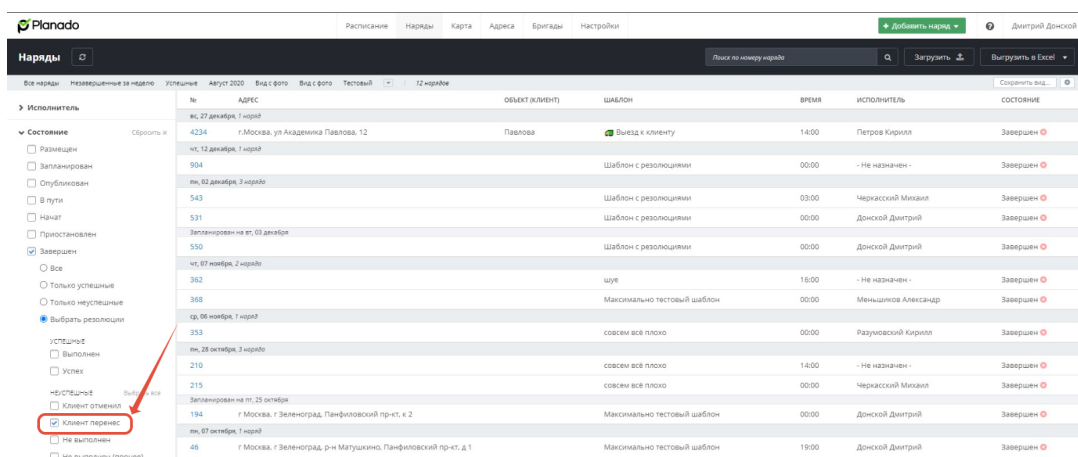 Planado
Расписание Наряды Карта Адреса Бригады Настройки
+ Добавить наряд
Дмитрий Донской
Наряды
Поиск по номеру наряда
Загрузить
Выгрузить в Excel
Все наряды Незавершенные за неделю Успешные Август 2020 Вид с фото Вид с фото Тестовый 12 нарядов
Сохранить вид...
Исполнитель
Состояние Сбросить ×
Размещен
Запланирован
Опубликован
В пути
Начат
Приостановлен
Завершен
Все
Только успешные
Только неуспешные
Выбрать резолюции
УСПЕШНЫЕ
Выполнен
Успех
НЕУСПЕШНЫЕ Выбрать все
Клиент отменил
Клиент перенес
Не выполнен
Не выполнен (прочее)
№ АДРЕС ОБЪЕКТ (КЛИЕНТ) ШАБЛОН ВРЕМЯ ИСПОЛНИТЕЛЬ СОСТОЯНИЕ
вс, 27 декабря, 1 наряд
4234 г.Москва. ул Академика Павлова, 12 Павлова Выезд к клиенту 14:00 Петров Кирилл Завершен
чт, 12 декабря, 1 наряд
904 Шаблон с резолюциями 00:00 - Не назначен - Завершен
пн, 02 декабря, 3 наряда
543 Шаблон с резолюциями 03:00 Черкасский Михаил Завершен
531 Шаблон с резолюциями 00:00 Донской Дмитрий Завершен
Запланирован на вт, 03 декабря
550 Шаблон с резолюциями 00:00 Донской Дмитрий Завершен
чт, 07 ноября, 2 наряда
362 шуе 16:00 - Не назначен - Завершен
368 Максимально тестовый шаблон 00:00 Меньшиков Александр Завершен
ср, 06 ноября, 1 наряд
353 совсем всё плохо 00:00 Разумовский Кирилл Завершен
пн, 28 октября, 3 наряда
210 совсем всё плохо 14:00 - Не назначен - Завершен
215 совсем всё плохо 00:00 Черкасский Михаил Завершен
Запланирован на пт, 25 октября
194 г Москва. г Зеленоград, Панфиловский пр-кт, к 2 Максимально тестовый шаблон 00:00 Донской Дмитрий Завершен
пн, 07 октября, 1 наряд
46 г Москва. г Зеленоград, р-н Матушкино, Панфиловский пр-кт, д 1 Максимально тестовый шаблон 19:00 Донской Дмитрий Завершен